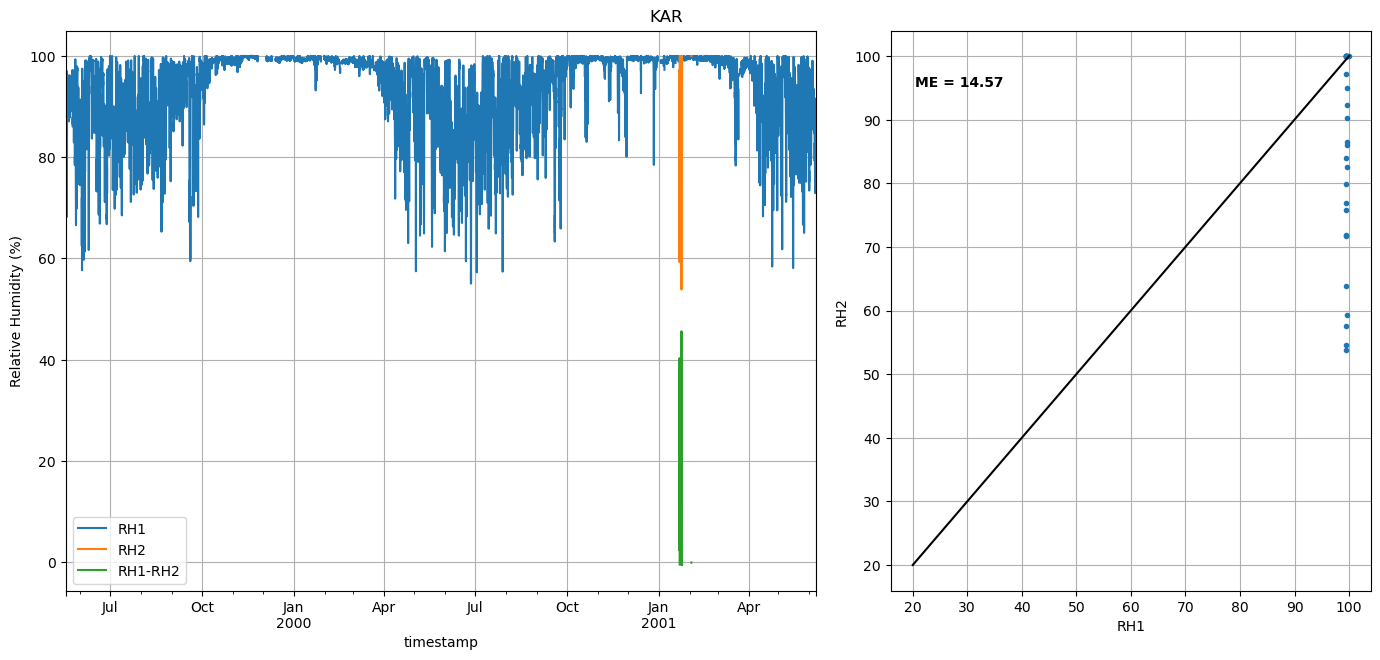 KAR
Relative Humidity (%)
100
80
60
40
20
0
RH1
RH2
RH1-RH2
Jul
Oct
Jan
2000
Apr
Jul
Oct
Jan
2001
Apr
timestamp
ME = 14.57
RH2
100
90
80
70
60
50
40
30
20
20
30
40
50
60
70
80
90
100
RH1